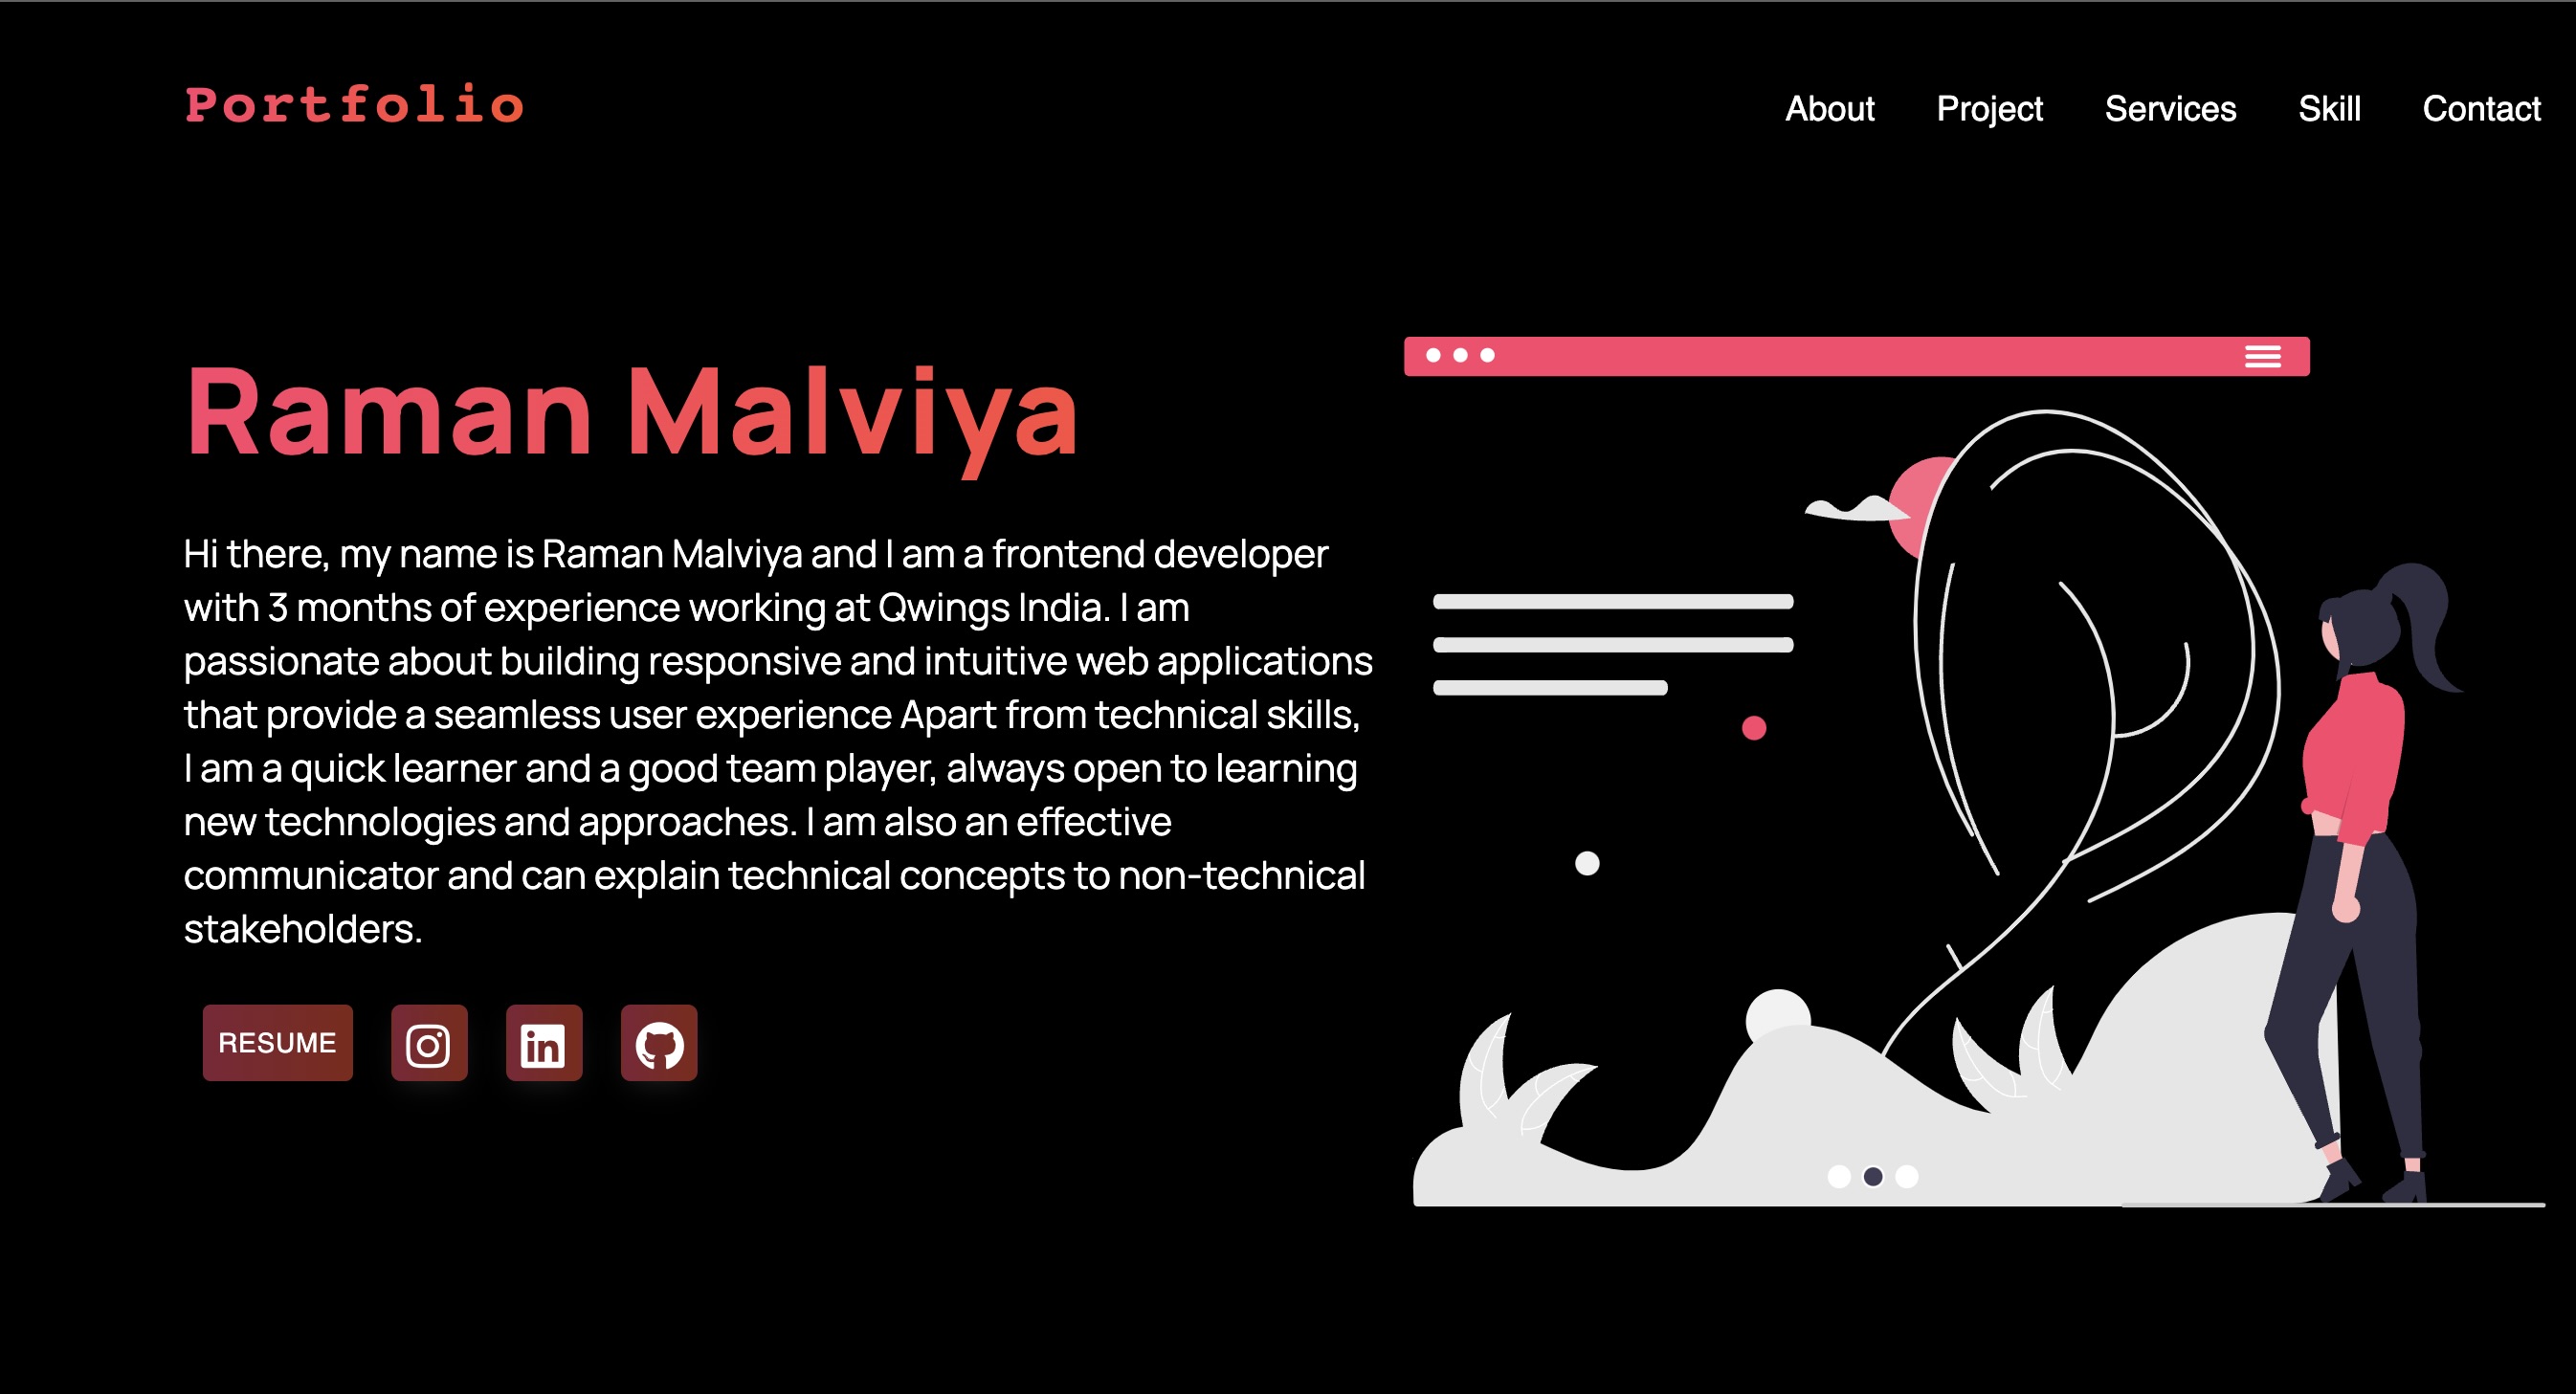 Portfolio
About Project Services Skill Contact
Raman Malviya
Hi there, my name is Raman Malviya and I am a frontend developer
with 3 months of experience working at Qwings India. I am
passionate about building responsive and intuitive web applications
that provide a seamless user experience Apart from technical skills,
I am a quick learner and a good team player, always open to learning
new technologies and approaches. I am also an effective
communicator and can explain technical concepts to non-technical
stakeholders.
RESUME
in